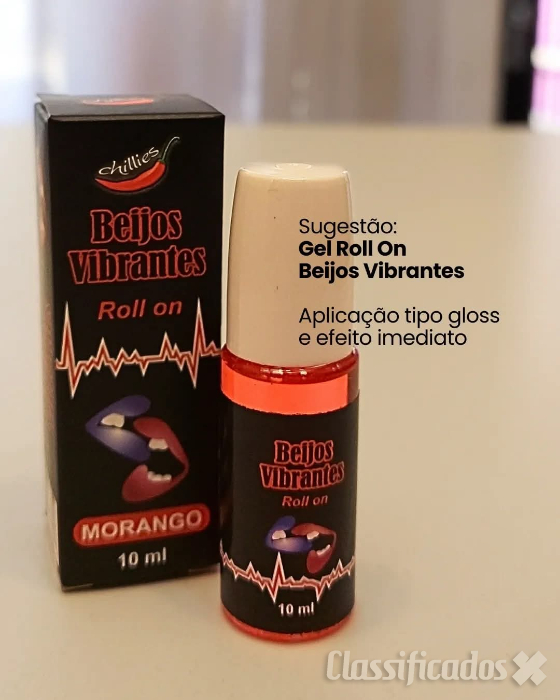 chillies
Beijos
Vibrantes
Roll on
MORANGO
10 ml
Sugestão:
Gel Roll On
Beijos Vibrantes
Aplicação tipo gloss
e efeito imediato
Beijos
Vibrantes
Roll on
10 ml
Classificados X